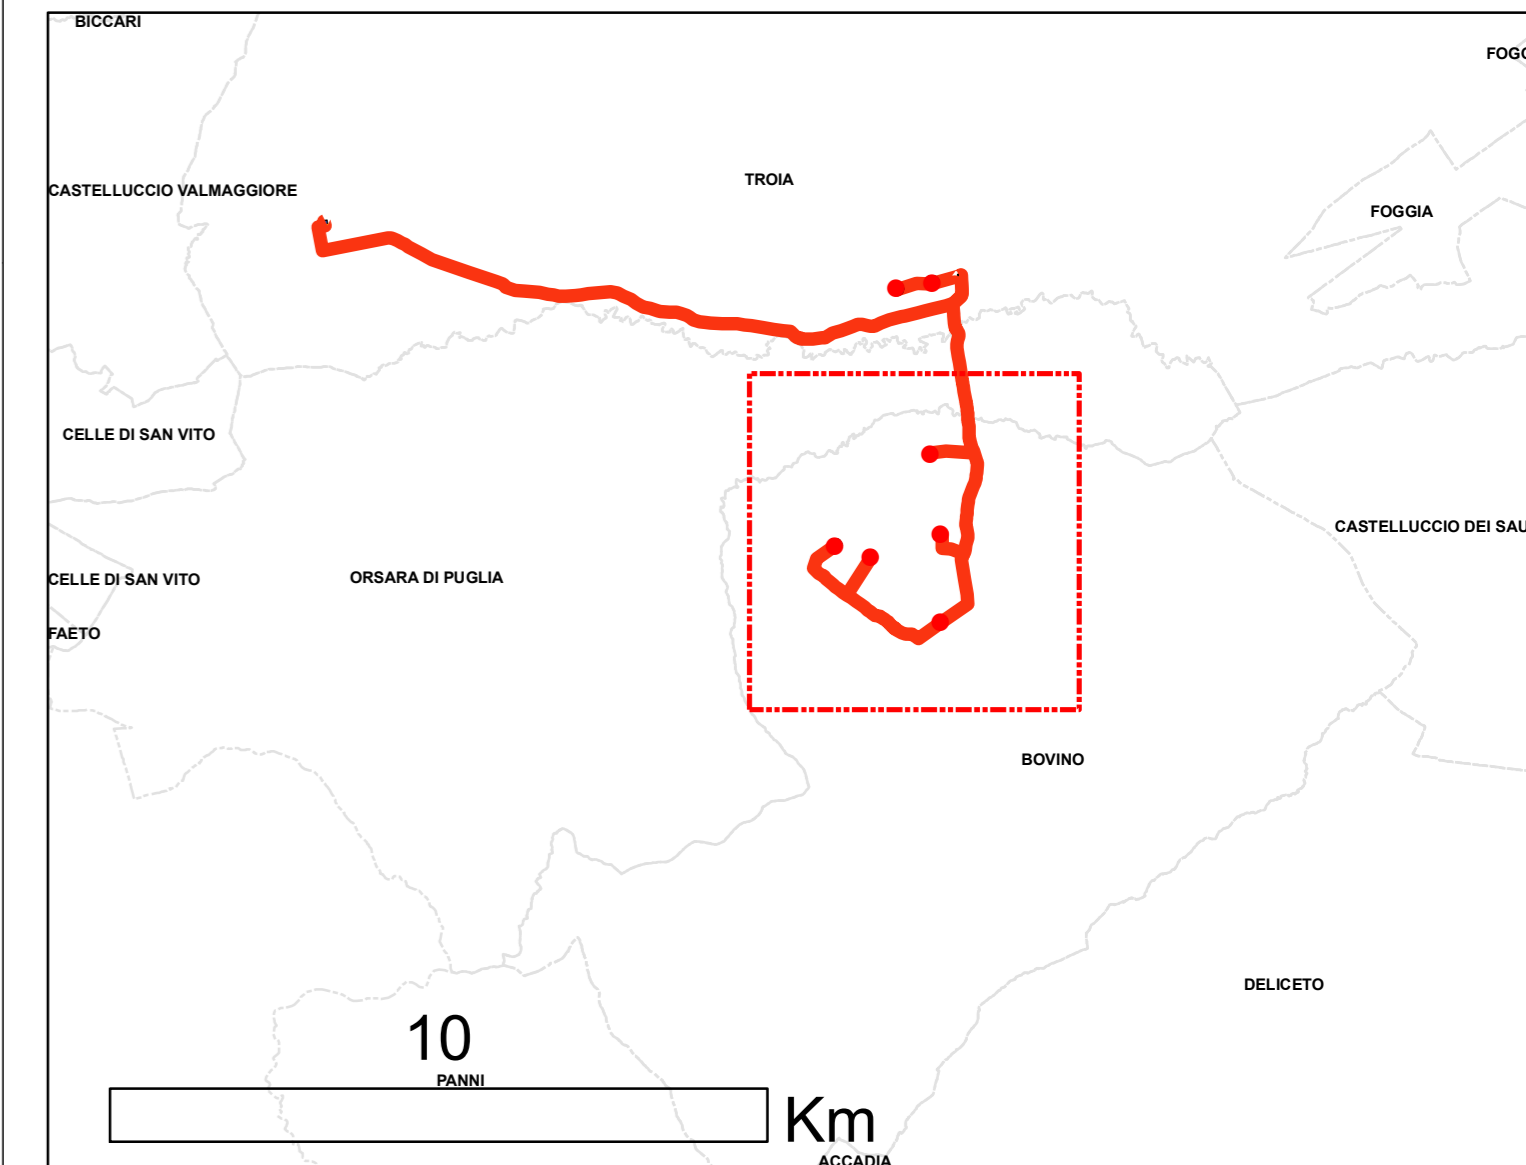 BICCARI
FOGG
CASTELLUCCIO VALMAGGIORE
TROIA
FOGGIA
CELLE DI SAN VITO
CASTELLUCCIO DEI SAU
CELLE DI SAN VITO
ORSARA DI PUGLIA
FAETO
BOVINO
DELICETO
10
PANNI
Km
ACCADIA